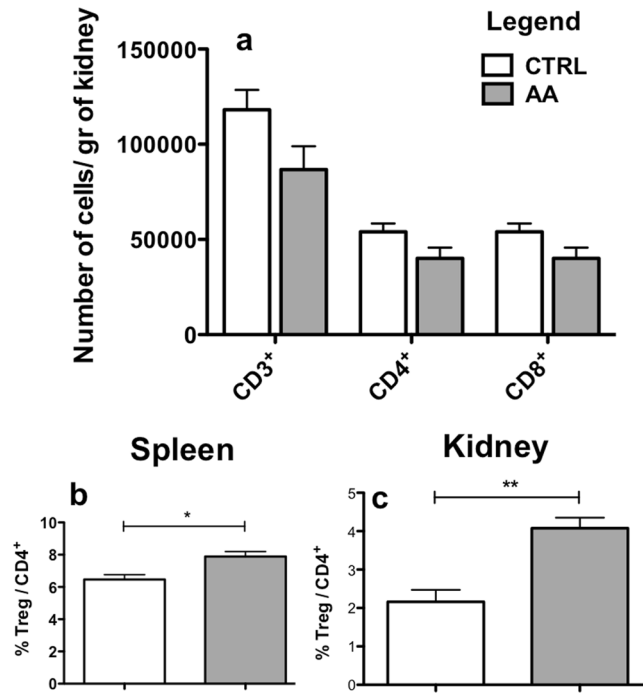 Legend
CTRL
AA
a
Number of cells/ gr of kidney
150000
100000
50000
0
CD3⁺
CD4⁺
CD8⁺
Spleen
b
*
% Treg / CD4⁺
10
8
6
4
2
0
Kidney
c
**
% Treg / CD4⁺
5
4
3
2
1
0